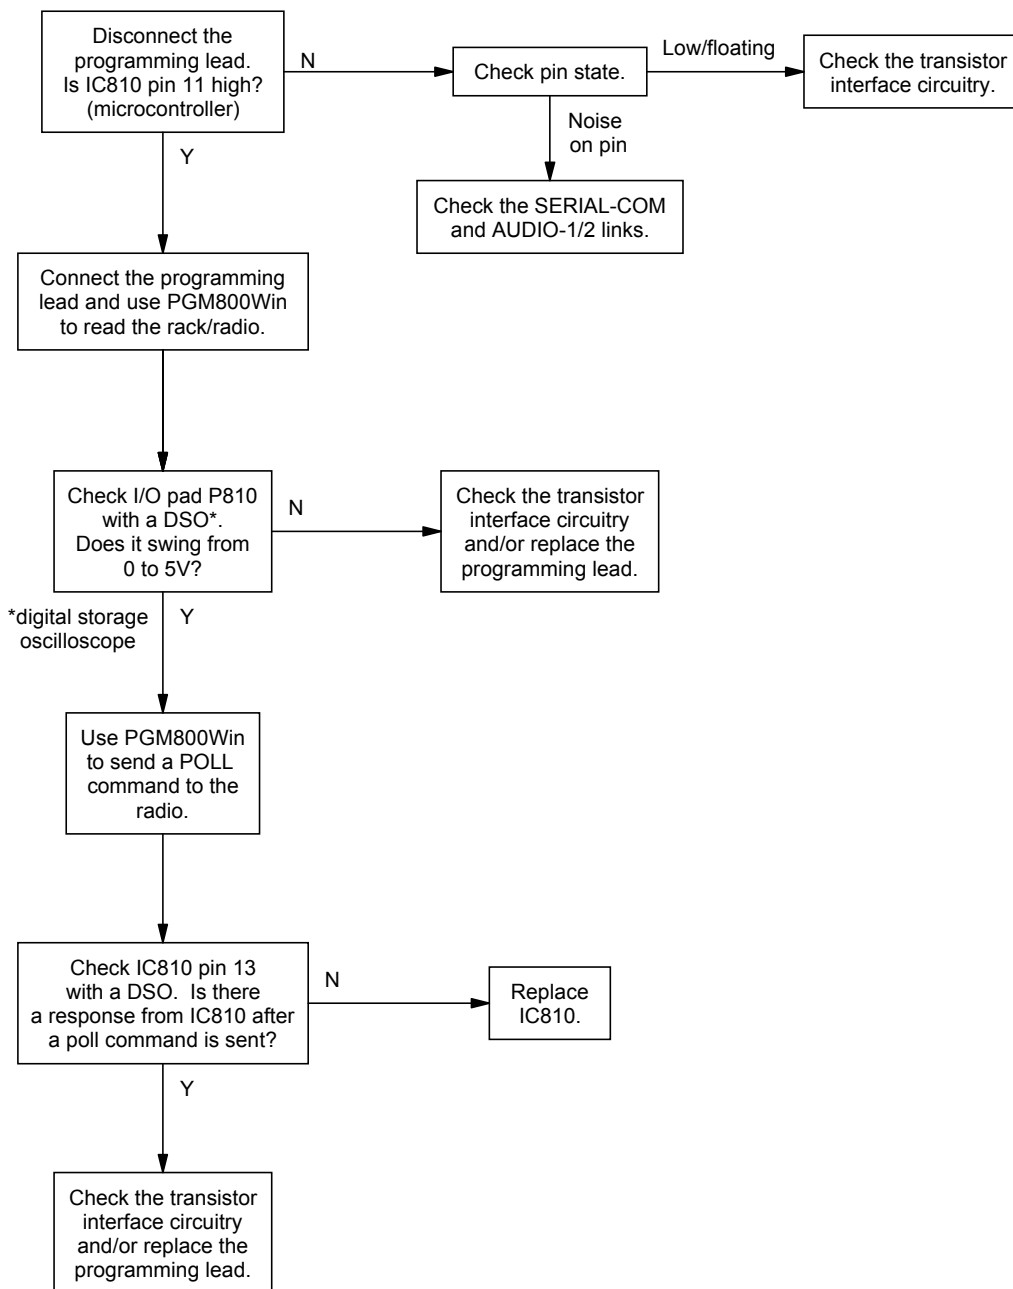 Disconnect the
programming lead.
Is IC810 pin 11 high?
(microcontroller)
N
Check pin state.
Low/floating
Check the transistor
interface circuitry.
Noise
on pin
Y
Check the SERIAL-COM
and AUDIO-1/2 links.
Connect the programming
lead and use PGM800Win
to read the rack/radio.
Check I/O pad P810
with a DSO*.
Does it swing from
0 to 5V?
N
Check the transistor
interface circuitry
and/or replace the
programming lead.
*digital storage
oscilloscope
Y
Use PGM800Win
to send a POLL
command to the
radio.
Check IC810 pin 13
with a DSO.  Is there
a response from IC810 after
a poll command is sent?
N
Replace
IC810.
Y
Check the transistor
interface circuitry
and/or replace the
programming lead.